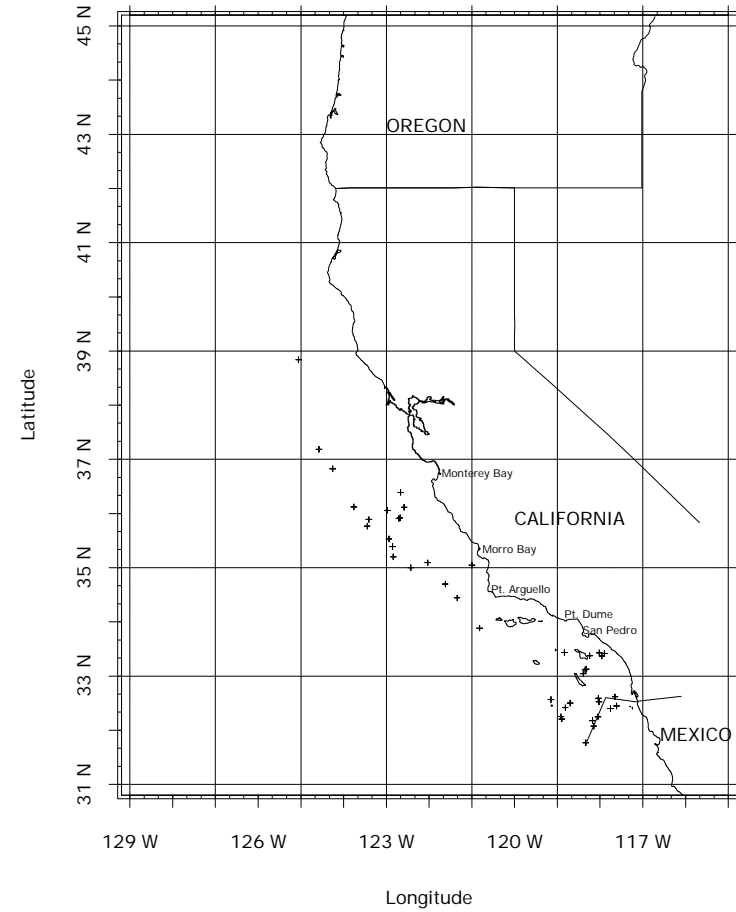 45 N
43 N
OREGON
41 N
39 N
Latitude
37 N
Monterey Bay
CALIFORNIA
Morro Bay
35 N
Pt. Arguello
Pt. Dume
San Pedro
33 N
MEXICO
31 N
129 W 126 W 123 W 120 W 117 W
Longitude